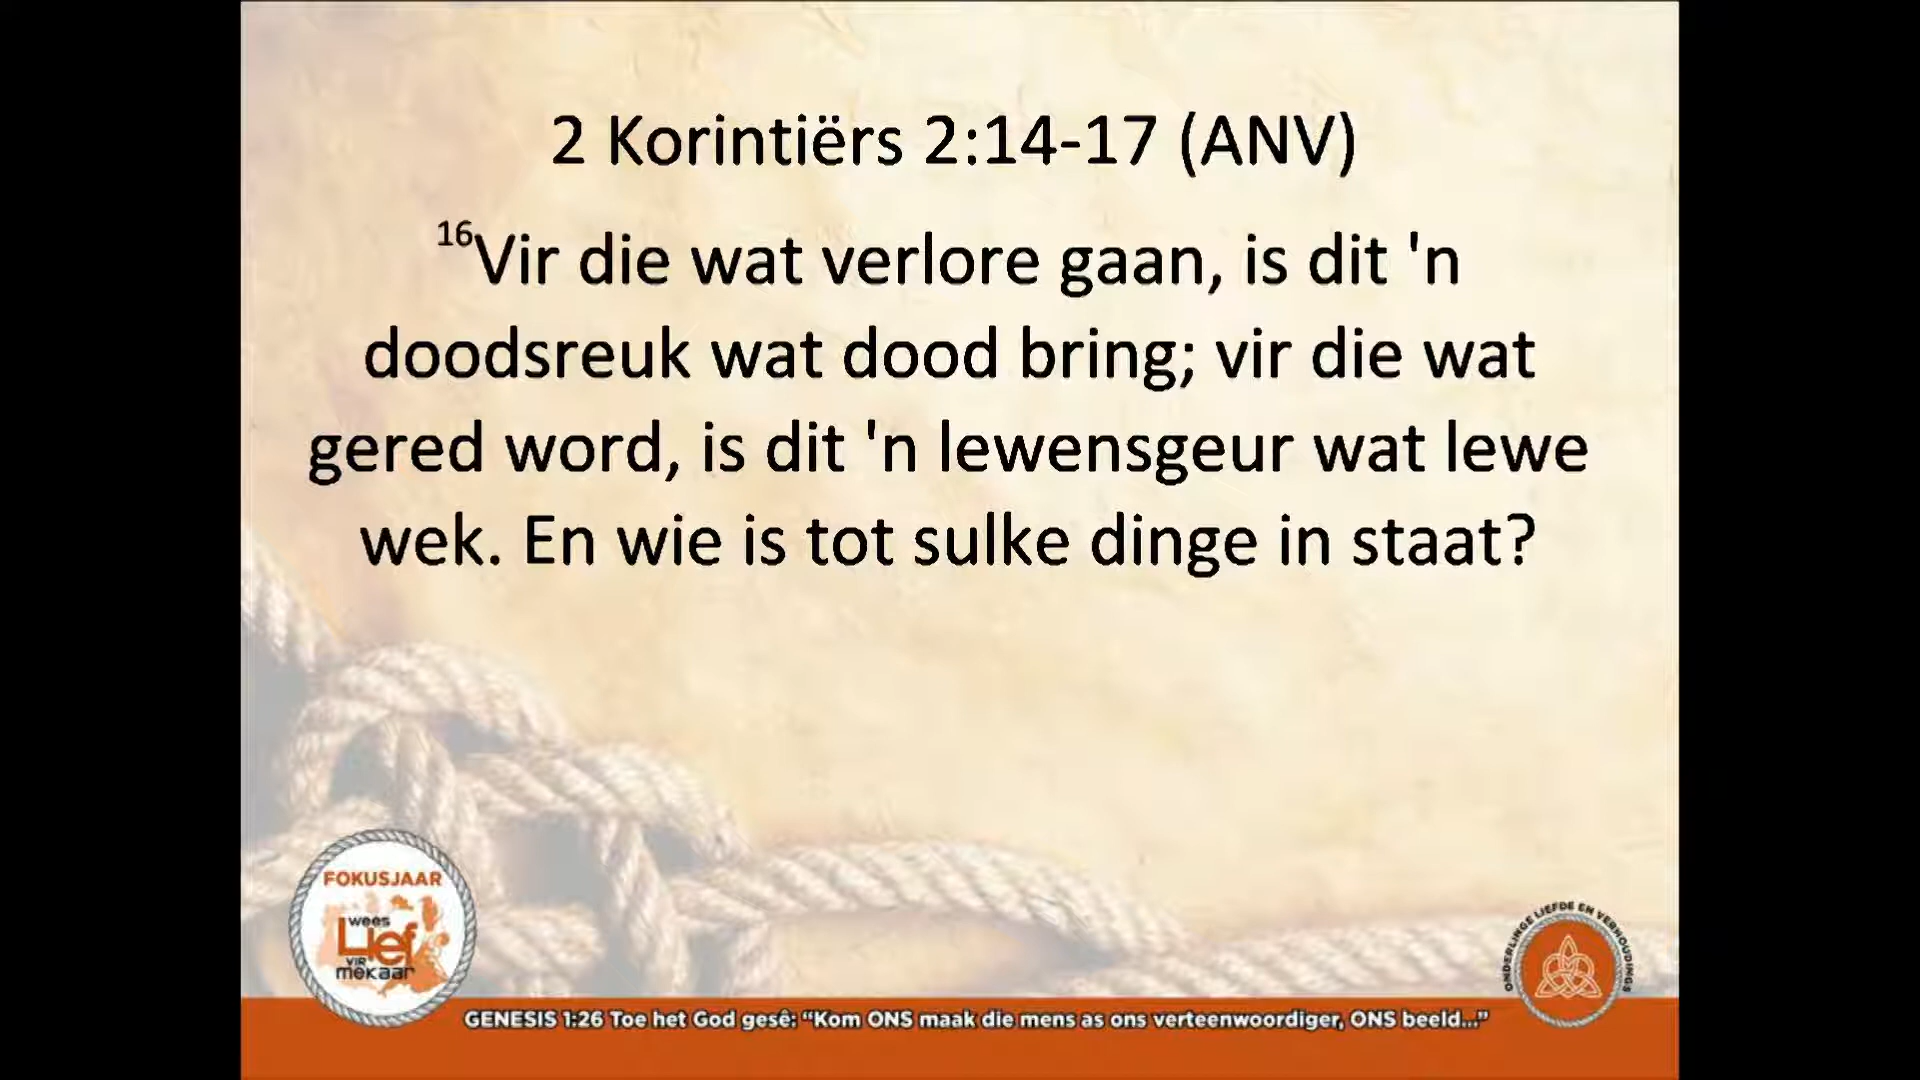 2 Korintiërs 2:14-17 (ANV)
16Vir die wat verlore gaan, is dit 'n
doodsreuk wat dood bring; vir die wat
gered word, is dit 'n lewensgeur wat lewe
wek. En wie is tot sulke dinge in staat?
FOKUSJAAR
wees
Lief
VIR
mekaar
ONDERLINGE LIEFDE EN VERHOUDINGS
GENESIS 1:26 Toe het God gesê: “Kom ONS maak die mens as ons verteenwoordiger, ONS beeld...”